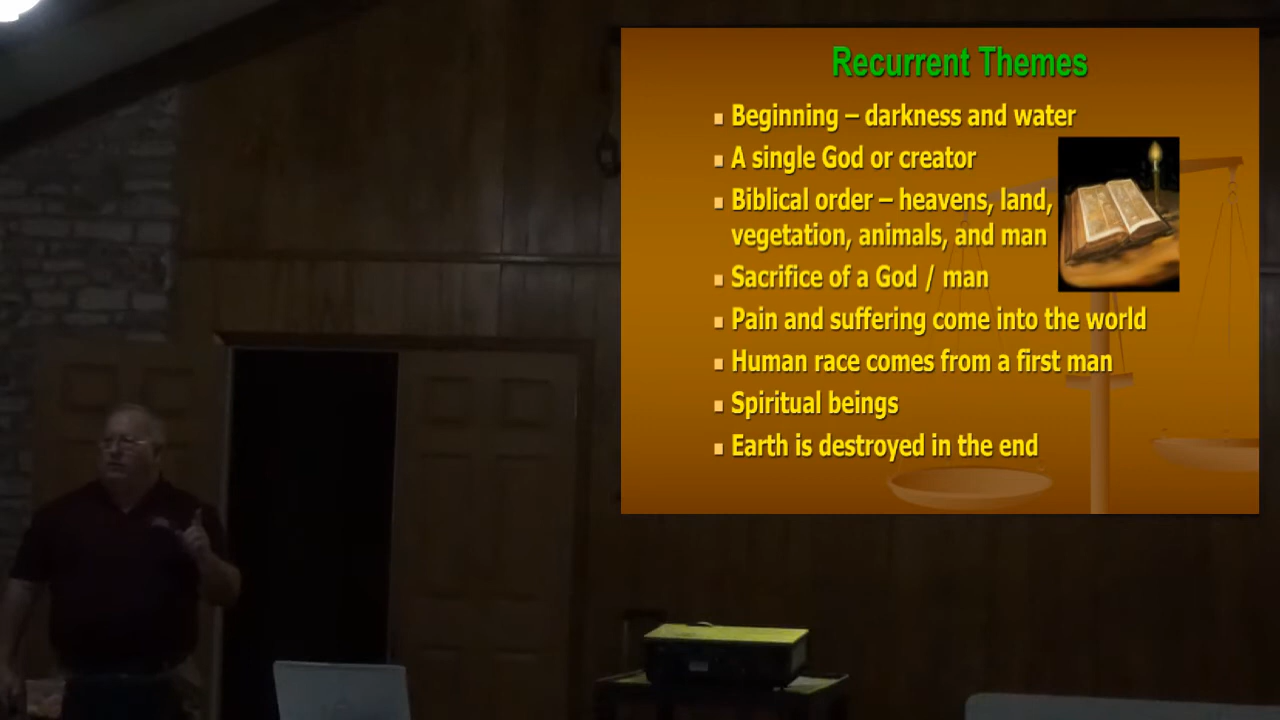 Recurrent Themes
▪ Beginning – darkness and water
▪ A single God or creator
▪ Biblical order – heavens, land,
vegetation, animals, and man
▪ Sacrifice of a God / man
▪ Pain and suffering come into the world
▪ Human race comes from a first man
▪ Spiritual beings
▪ Earth is destroyed in the end